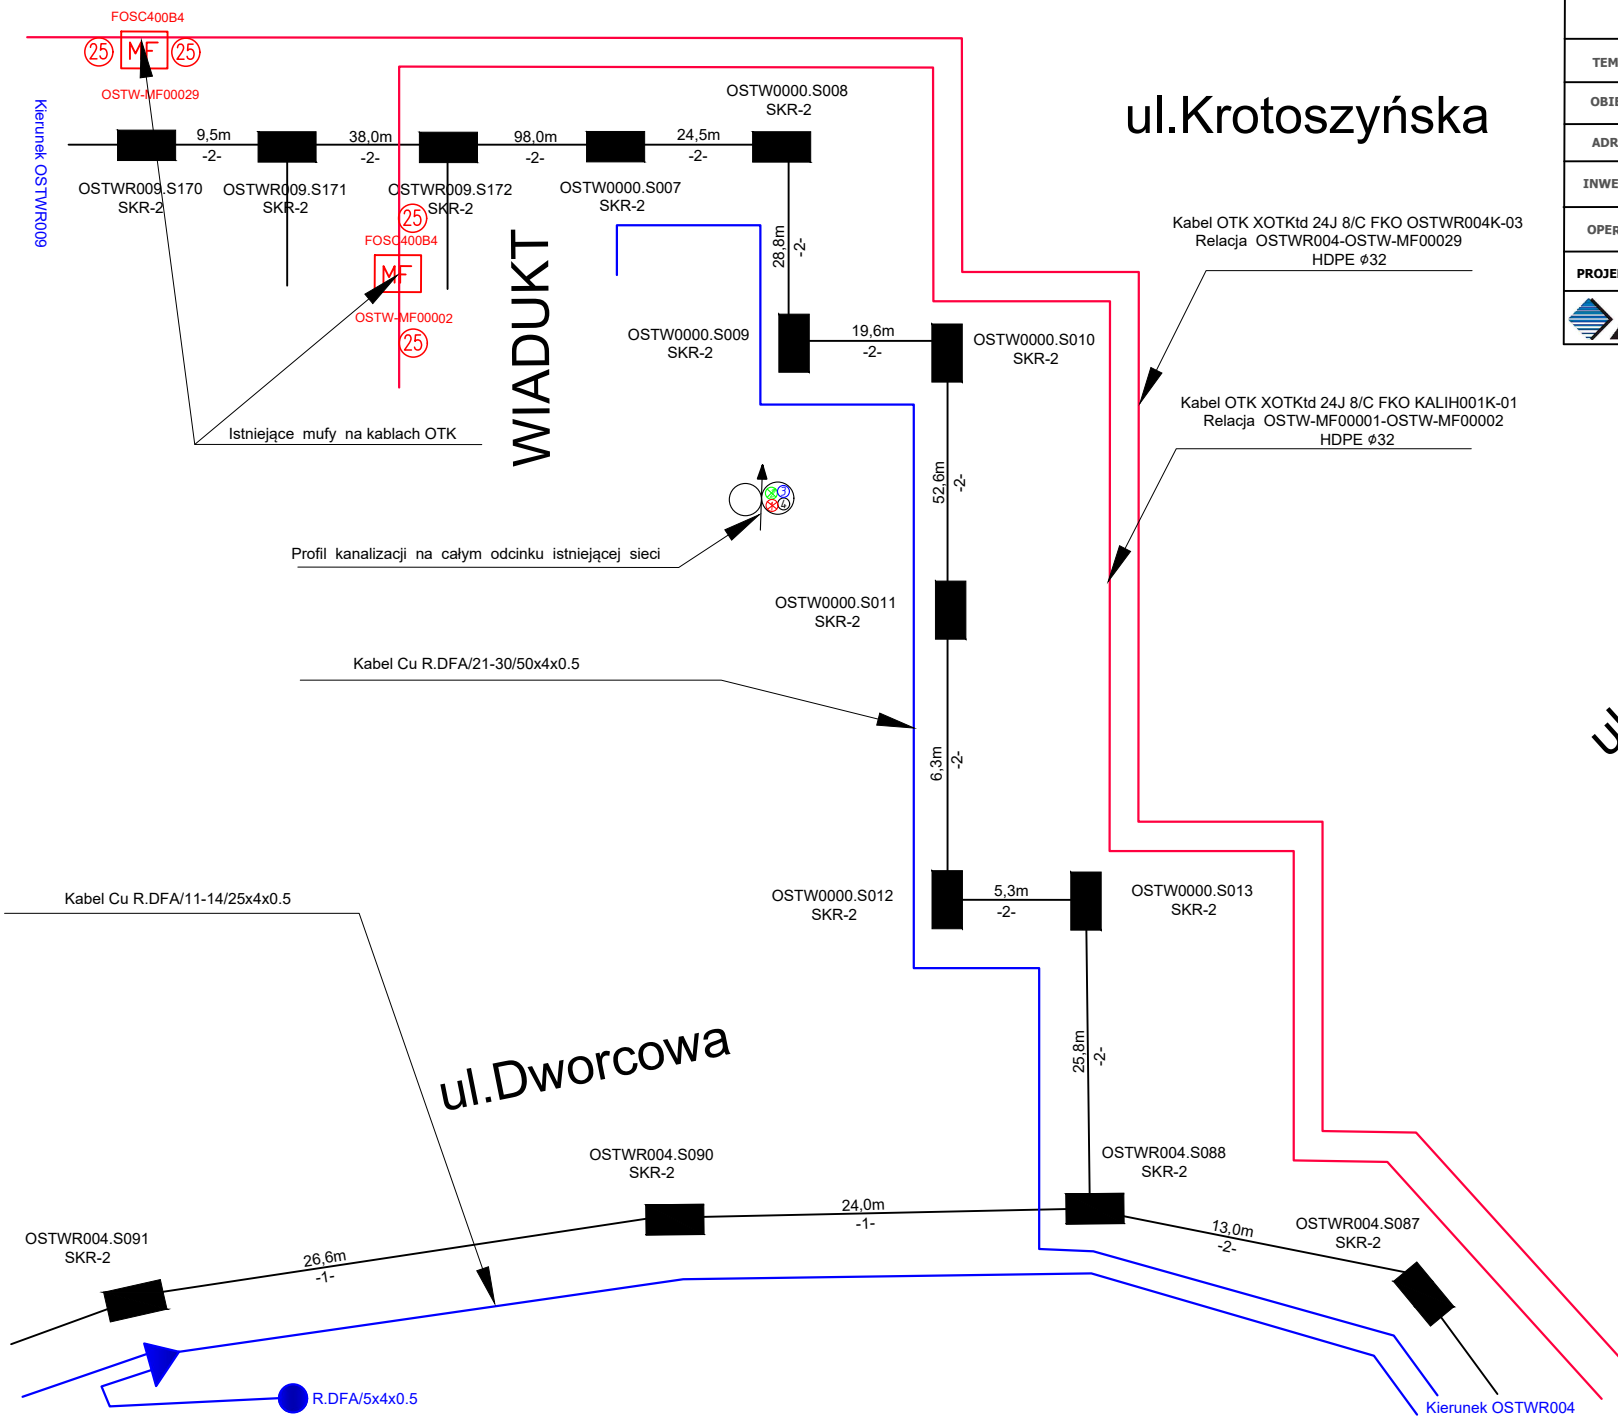 FOSC400B4
25
MF
25
OSTW-MF00029
Kierunek OSTWR009
OSTWR009.S170
SKR-2
9,5m
-2-
OSTWR009.S171
SKR-2
38,0m
-2-
OSTWR009.S172
SKR-2
98,0m
-2-
OSTW0000.S007
SKR-2
24,5m
-2-
OSTW0000.S008
SKR-2
25
FOSC400B4
MF
OSTW-MF00002
25
Istniejące mufy na kablach OTK
WIADUKT
28,8m
-2-
OSTW0000.S009
SKR-2
19,6m
-2-
OSTW0000.S010
SKR-2
ul.Krotoszyńska
Kabel OTK XOTKtd 24J 8/C FKO OSTWR004K-03
Relacja OSTWR004-OSTW-MF00029
HDPE ⌀32
Kabel OTK XOTKtd 24J 8/C FKO KALIH001K-01
Relacja OSTW-MF00001-OSTW-MF00002
HDPE ⌀32
TEM
OBIE
ADR
INWE
OPER
PROJE
52,6m
-2-
3
4
Profil kanalizacji na całym odcinku istniejącej sieci
OSTW0000.S011
SKR-2
Kabel Cu R.DFA/21-30/50x4x0.5
6,3m
-2-
ul
OSTW0000.S012
SKR-2
5,3m
-2-
OSTW0000.S013
SKR-2
Kabel Cu R.DFA/11-14/25x4x0.5
25,8m
-2-
ul.Dworcowa
OSTWR004.S088
SKR-2
OSTWR004.S090
SKR-2
24,0m
-1-
13,0m
-2-
OSTWR004.S087
SKR-2
OSTWR004.S091
SKR-2
26,6m
-1-
R.DFA/5x4x0.5
Kierunek OSTWR004